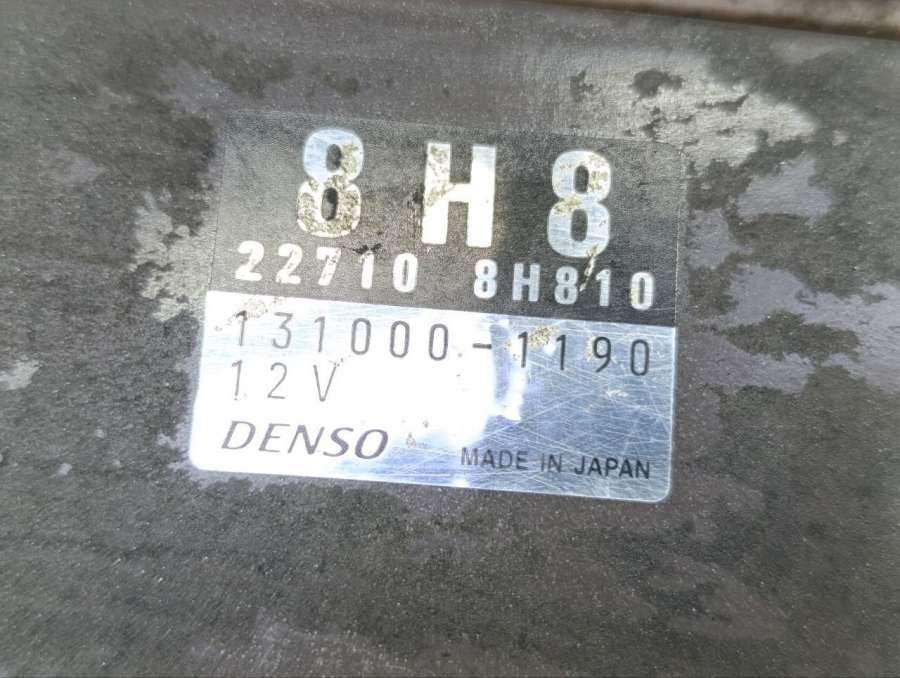 8H8
22710 8H810
131000-1190
12V
DENSO
MADE IN JAPAN